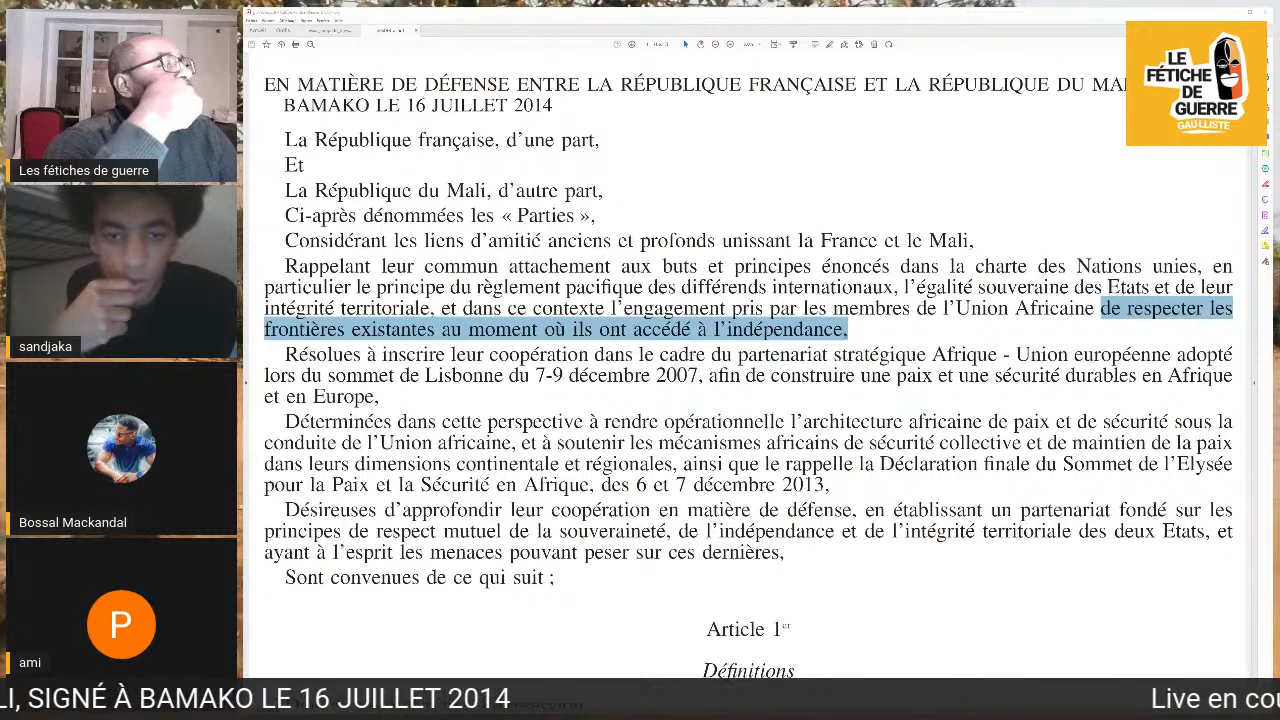 Fichier
Accueil Outils
LE
FÉTICHE
DE
GUERRE
GAULLISTE
EN MATIÈRE DE DÉFENSE ENTRE LA RÉPUBLIQUE FRANÇAISE ET LA RÉPUBLIQUE DU
BAMAKO LE 16 JUILLET 2014
La République française, d’une part,
Et
La République du Mali, d’autre part,
Ci-après dénommées les « Parties »,
Considérant les liens d’amitié anciens et profonds unissant la France et le Mali,
Rappelant leur commun attachement aux buts et principes énoncés dans la charte des Nations unies, en
particulier le principe du règlement pacifique des différends internationaux, l’égalité souveraine des Etats et de leur
intégrité territoriale, et dans ce contexte l’engagement pris par les membres de l’Union Africaine de respecter les
frontières existantes au moment où ils ont accédé à l’indépendance,
Résolues à inscrire leur coopération dans le cadre du partenariat stratégique Afrique - Union européenne adopté
lors du sommet de Lisbonne du 7-9 décembre 2007, afin de construire une paix et une sécurité durables en Afrique
et en Europe,
Déterminées dans cette perspective à rendre opérationnelle l’architecture africaine de paix et de sécurité sous la
conduite de l’Union africaine, et à soutenir les mécanismes africains de sécurité collective et de maintien de la paix
dans leurs dimensions continentale et régionales, ainsi que le rappelle la Déclaration finale du Sommet de l’Elysée
pour la Paix et la Sécurité en Afrique, des 6 et 7 décembre 2013,
Désireuses d’approfondir leur coopération en matière de défense, en établissant un partenariat fondé sur les
principes de respect mutuel de la souveraineté, de l’indépendance et de l’intégrité territoriale des deux Etats, et
ayant à l’esprit les menaces pouvant peser sur ces dernières,
Sont convenues de ce qui suit ;
Article 1er
Définitions
Les fétiches de guerre
sandjaka
Bossal Mackandal
P
ami
LI, SIGNÉ À BAMAKO LE 16 JUILLET 2014
Live en cou